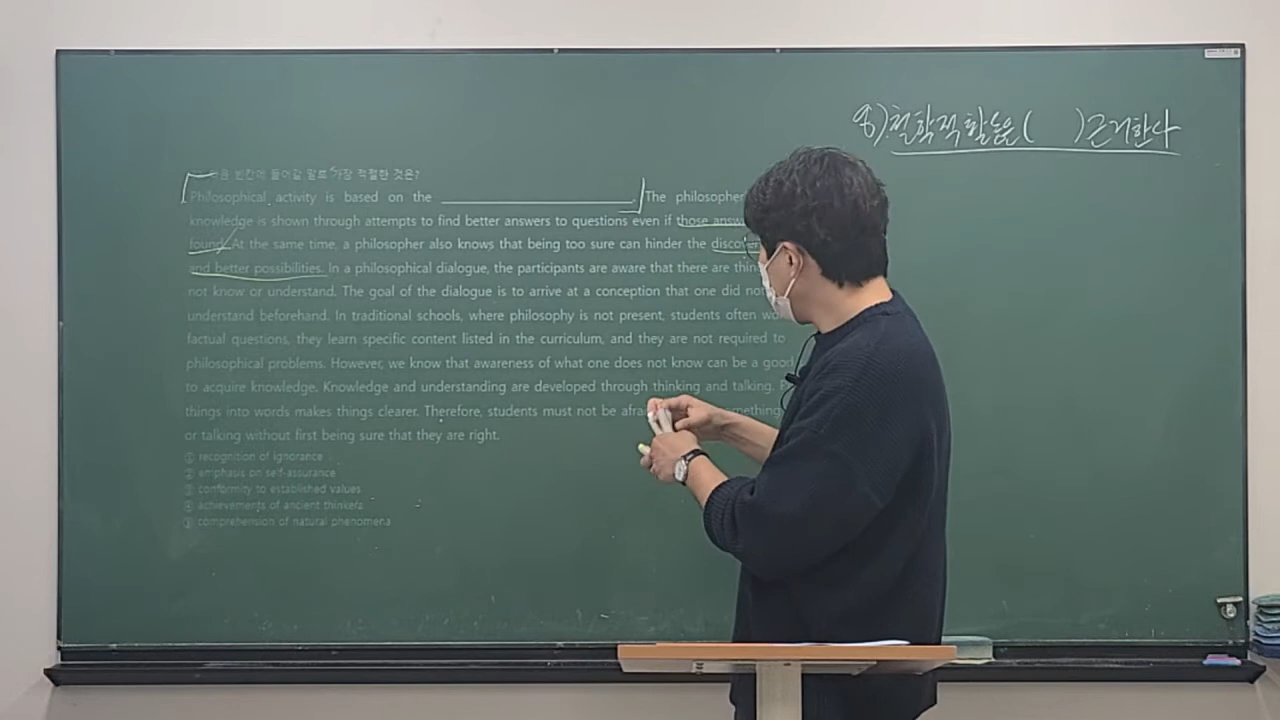 8) 철학적 활동은 ( ) 근거한다
빈칸에 들어갈 말로 가장 적절한 것은?
Philosophical activity is based on the ____________. The philosopher
knowledge is shown through attempts to find better answers to questions even if those
found. At the same time, a philosopher also knows that being too sure can hinder the
and better possibilities. In a philosophical dialogue, the participants are aware that there are
not know or understand. The goal of the dialogue is to arrive at a conception that one did
understand beforehand. In traditional schools, where philosophy is not present, students often
factual questions, they learn specific content listed in the curriculum, and they are not required to
philosophical problems. However, we know that awareness of what one does not know can be a good
to acquire knowledge. Knowledge and understanding are developed through thinking and talking.
things into words makes things clearer. Therefore, students must not be
or talking without first being sure that they are right.
① recognition of ignorance
② emphasis on self-assurance
③ conformity to established values
④ achievements of ancient thinkers
⑤ comprehension of natural phenomena